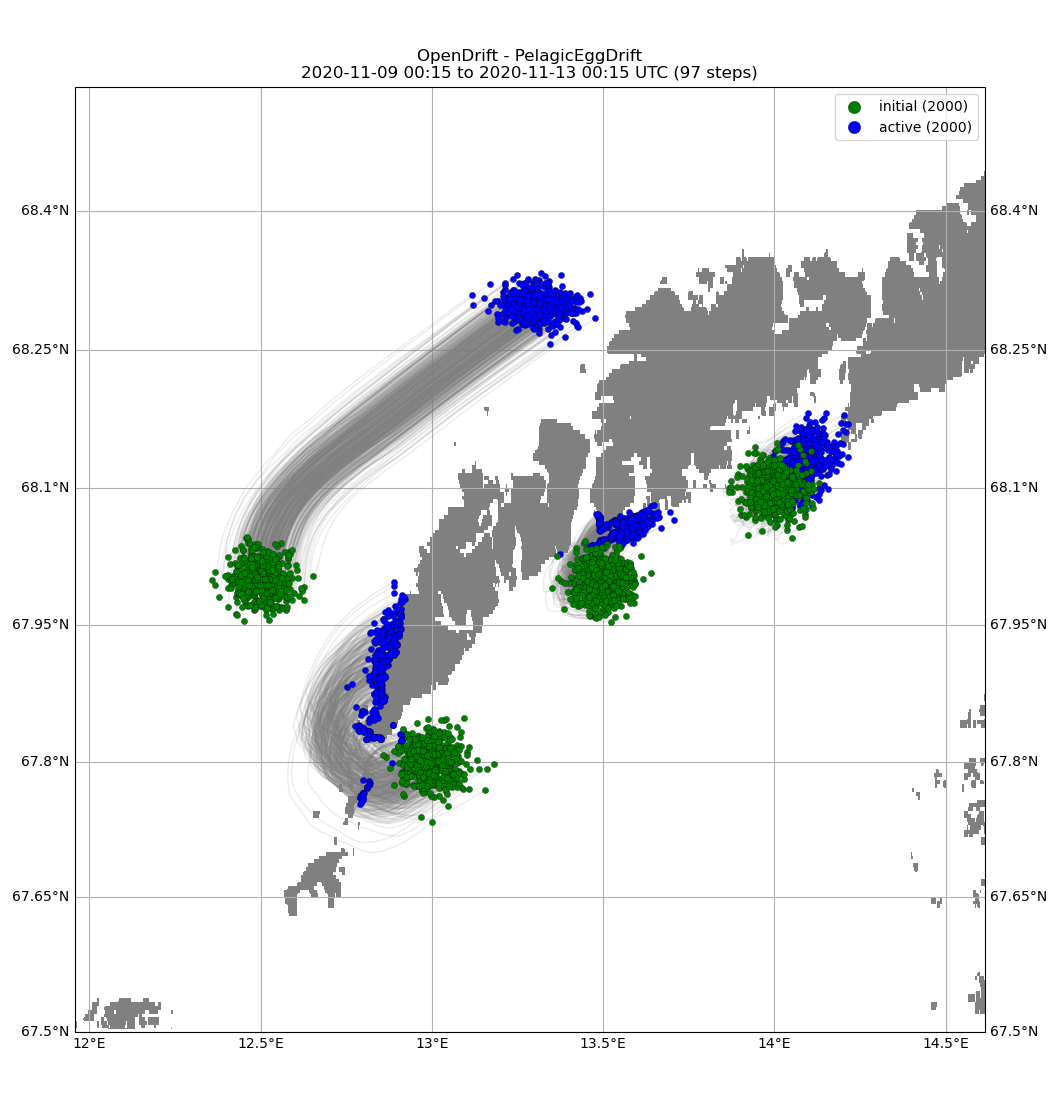 OpenDrift - PelagicEggDrift
2020-11-09 00:15 to 2020-11-13 00:15 UTC (97 steps)
initial (2000)
active (2000)
68.4°N 68.4°N
68.25°N 68.25°N
68.1°N 68.1°N
67.95°N 67.95°N
67.8°N 67.8°N
67.65°N 67.65°N
67.5°N 67.5°N
12°E 12.5°E 13°E 13.5°E 14°E 14.5°E